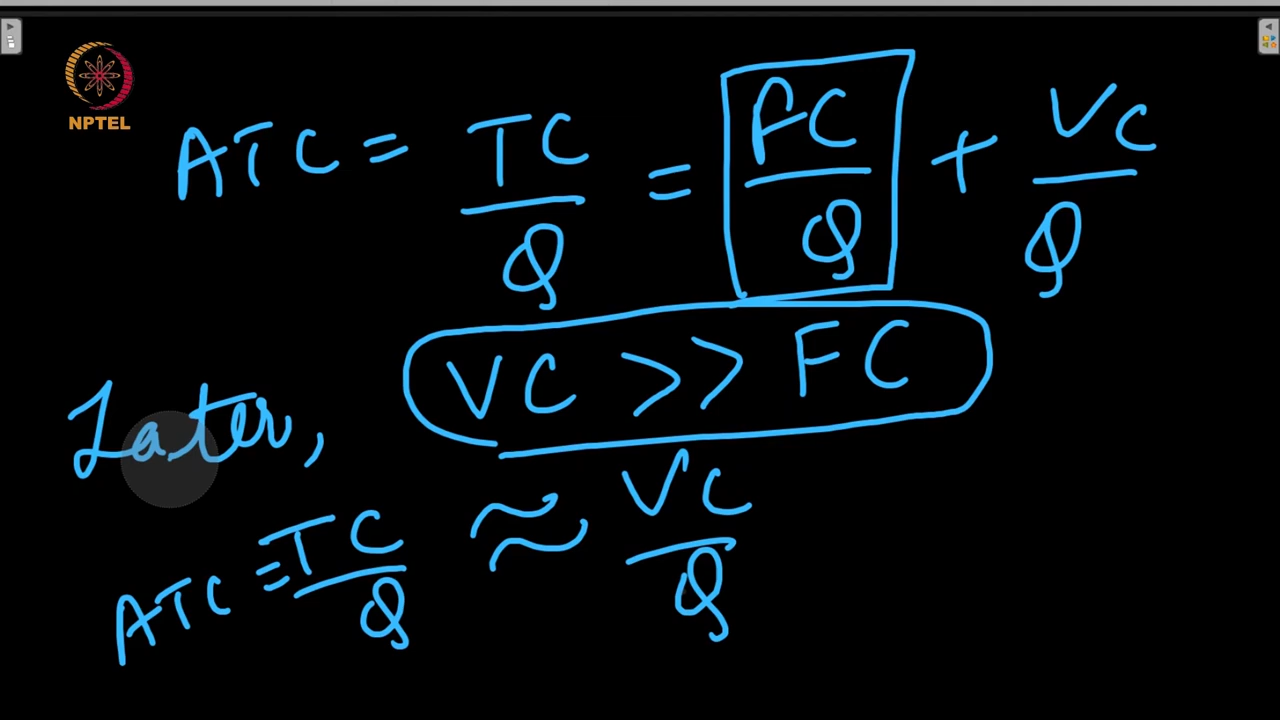 NPTEL
ATC = TC/Q = FC/Q + VC/Q
VC >> FC
Later,
ATC = TC/Q ≈ VC/Q